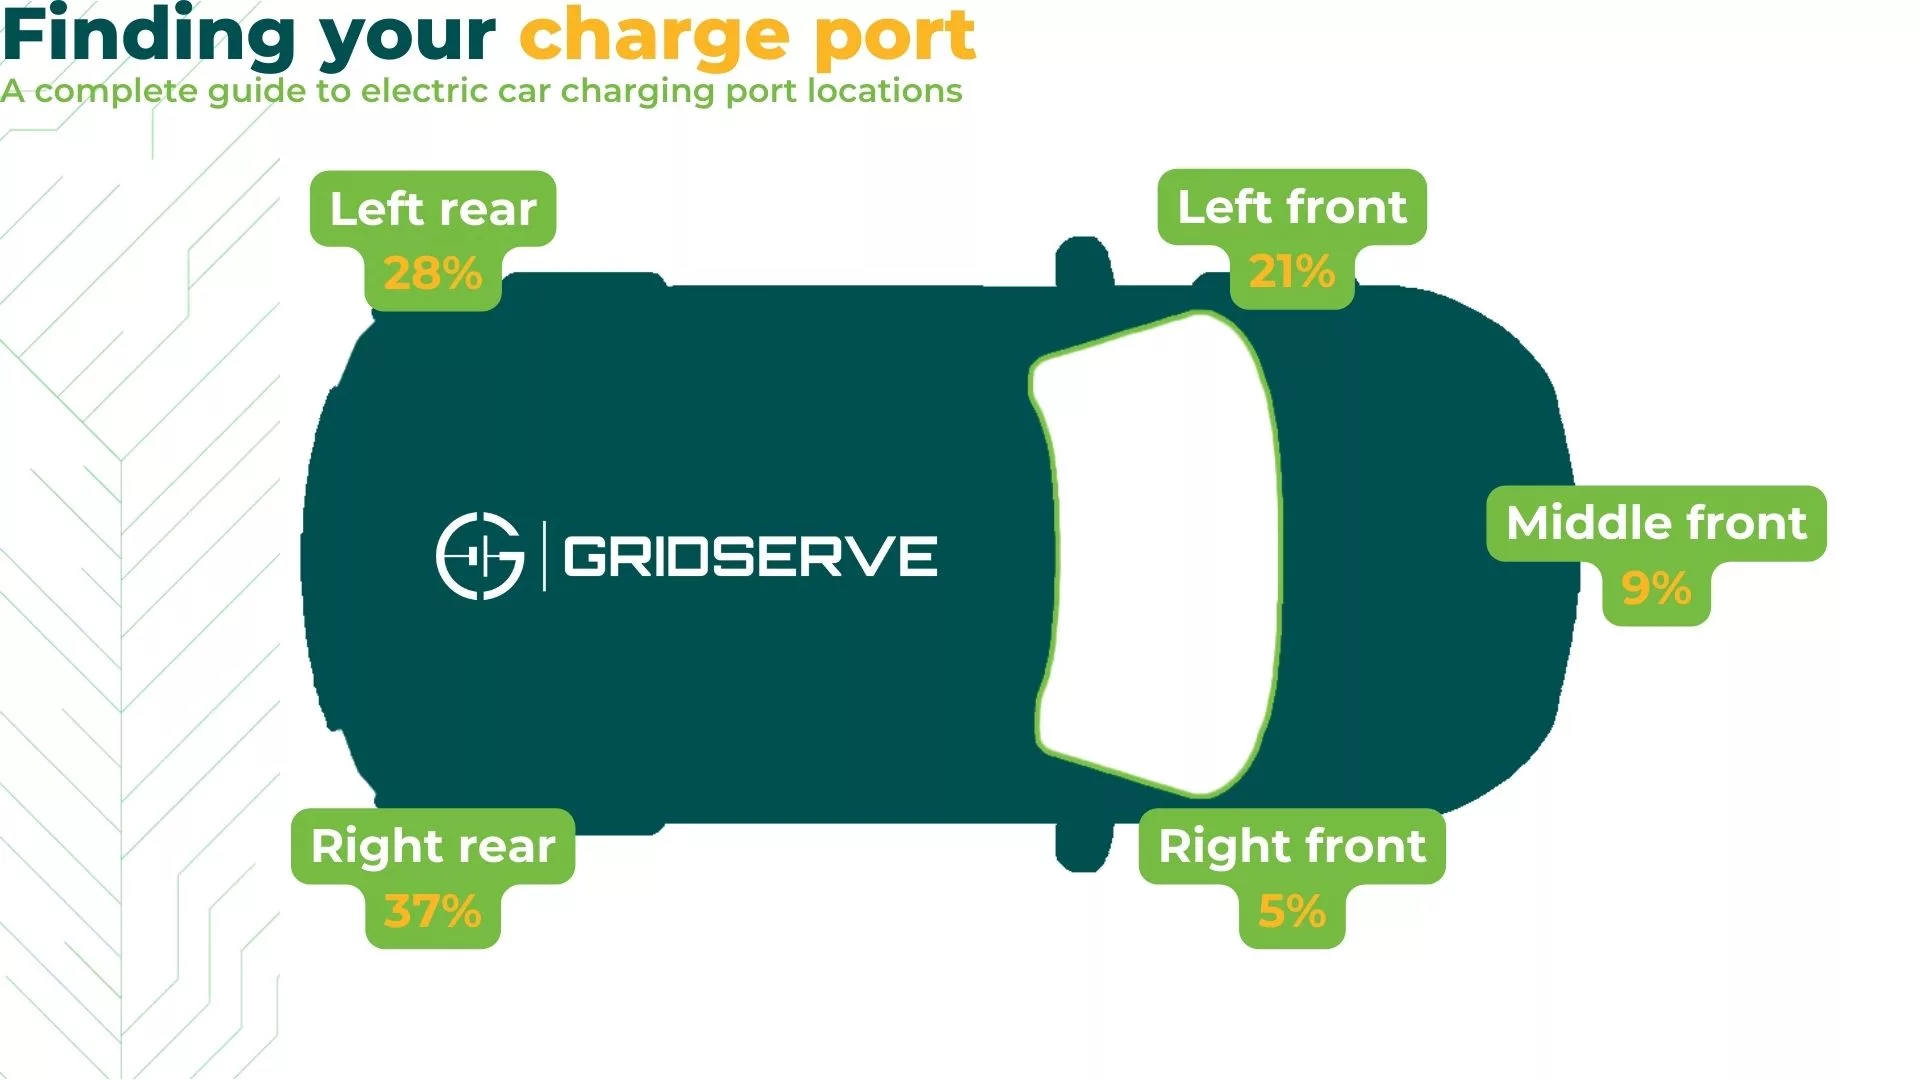 Finding your charge port
A complete guide to electric car charging port locations
Left rear
28%
Left front
21%
GRIDSERVE
Middle front
9%
Right rear
37%
Right front
5%